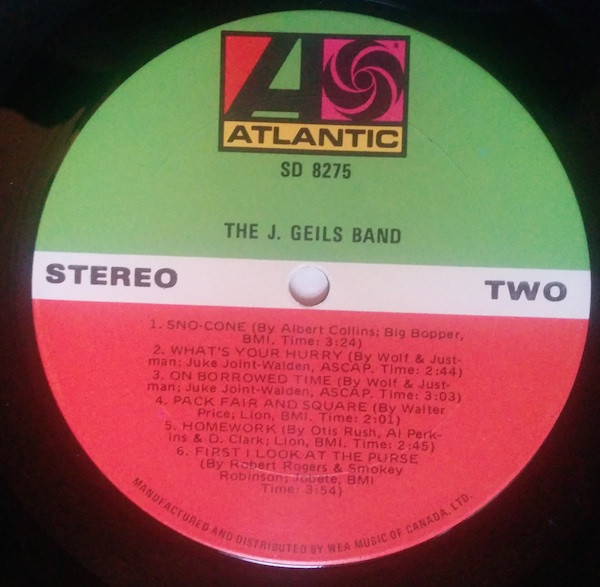 ATLANTIC
SD 8275
THE J. GEILS BAND
STEREO
TWO
1. SNO-CONE (By Albert Collins; Big Bopper,
BMI. Time: 3:24)
2. WHAT'S YOUR HURRY (By Wolf & Just-
man; Juke Joint-Walden, ASCAP. Time: 2:44)
3. ON BORROWED TIME (By Wolf & Just-
man; Juke Joint-Walden, ASCAP. Time: 3:03)
4. PACK FAIR AND SQUARE (By Walter
Price; Lion, BMI. Time: 2:01)
5. HOMEWORK (By Otis Rush, Al Perk-
ins & D. Clark; Lion, BMI. Time: 2:45)
6. FIRST I LOOK AT THE PURSE
(By Robert Rogers & Smokey
Robinson; Jobete, BMI
Time: 3:54)
MANUFACTURED AND DISTRIBUTED BY WEA MUSIC OF CANADA, LTD.